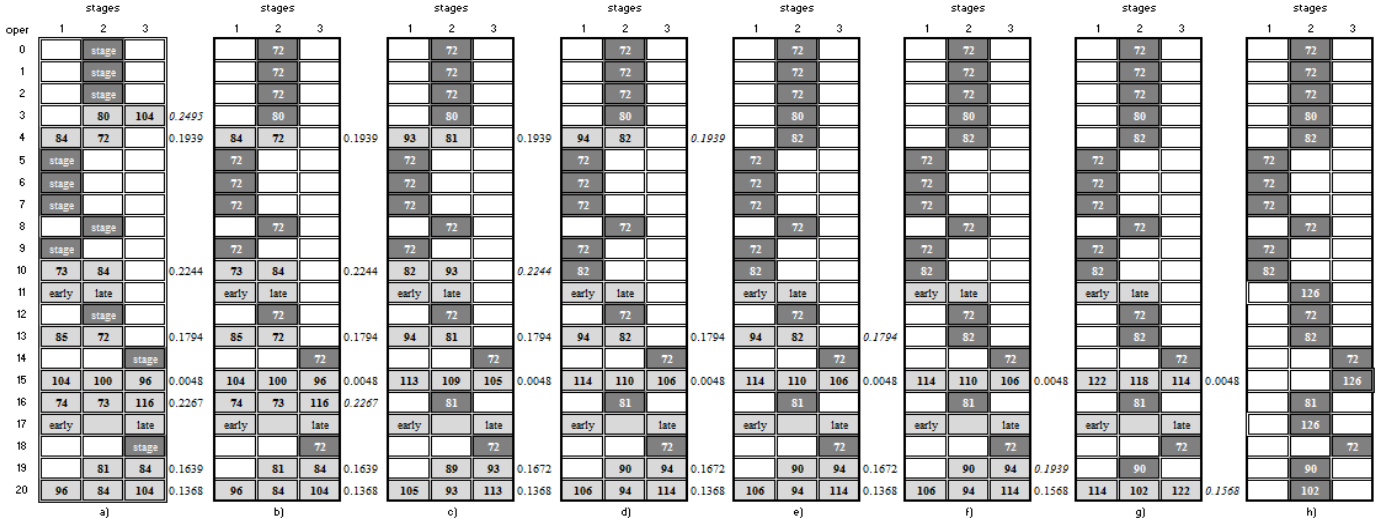 stages stages stages stages stages stages stages stages
oper 1 2 3 1 2 3 1 2 3 1 2 3 1 2 3 1 2 3 1 2 3 1 2 3
0 stage 72 72 72 72 72 72 72
1 stage 72 72 72 72 72 72 72
2 stage 72 72 72 72 72 72 72
3 80 104 0.2495 80 80 80 80 80 80 80
4 84 72 0.1939 84 72 0.1939 93 81 0.1939 94 82 0.1939 82 82 82 82
5 stage 72 72 72 72 72 72 72
6 stage 72 72 72 72 72 72 72
7 stage 72 72 72 72 72 72 72
8 stage 72 72 72 72 72 72 72
9 stage 72 72 72 72 72 72 72
10 73 84 0.2244 73 84 0.2244 82 93 0.2244 82 82 82 82 82
11 early late early late early late early late early late early late early late 126
12 stage 72 72 72 72 72 72 72
13 85 72 0.1794 85 72 0.1794 94 81 0.1794 94 82 0.1794 94 82 0.1794 82 82 82
14 stage 72 72 72 72 72 72 72
15 104 100 96 0.0048 104 100 96 0.0048 113 109 105 0.0048 114 110 106 0.0048 114 110 106 0.0048 114 110 106 0.0048 122 118 114 0.0048 126
16 74 73 116 0.2267 74 73 116 0.2267 81 81 81 81 81 81
17 early late early late early late early late early late early late early late 126
18 stage 72 72 72 72 72 72 72
19 81 84 0.1639 81 84 0.1639 89 93 0.1672 90 94 0.1672 90 94 0.1672 90 94 0.1939 90 90
20 96 84 104 0.1368 96 84 104 0.1368 105 93 113 0.1368 106 94 114 0.1368 106 94 114 0.1368 106 94 114 0.1568 114 102 122 0.1568 102
a) b) c) d) e) f) g) h)